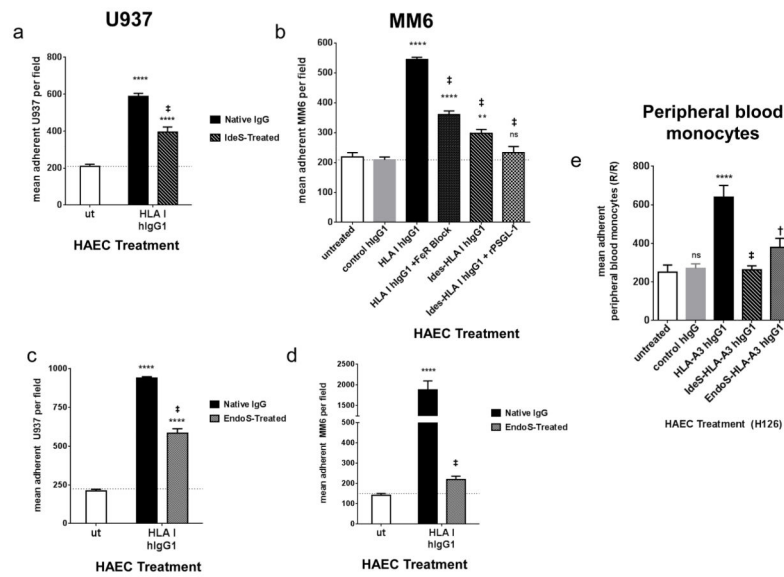 U937
MM6
Peripheral blood
monocytes
a
mean adherent U937 per field
800
600
400
200
0
****
‡
****
Native IgG
IdeS-Treated
ut
HLA I
hIgG1
HAEC Treatment
b
mean adherent MM6 per field
600
500
400
300
200
100
0
****
‡
****
‡
**
‡
ns
untreated
control hIgG1
HLA I hIgG1
HLA I hIgG1 +FcR Block
Ides-HLA I hIgG1
Ides-HLA I hIgG1 + rPSGL-1
HAEC Treatment
e
mean adherent
peripheral blood monocytes (R/R)
800
600
400
200
0
ns
****
‡
†
untreated
control hIgG
HLA-A3 hIgG1
IdeS-HLA-A3 hIgG1
EndoS-HLA-A3 hIgG1
HAEC Treatment (H126)
c
mean adherent U937 per field
1000
750
500
250
0
****
‡
****
Native IgG
EndoS-Treated
ut
HLA I
hIgG1
HAEC Treatment
d
mean adherent MM6 per field
2500
2000
1500
1000
500
400
300
200
100
0
****
‡
Native IgG
EndoS-Treated
ut
HLA I
hIgG1
HAEC Treatment